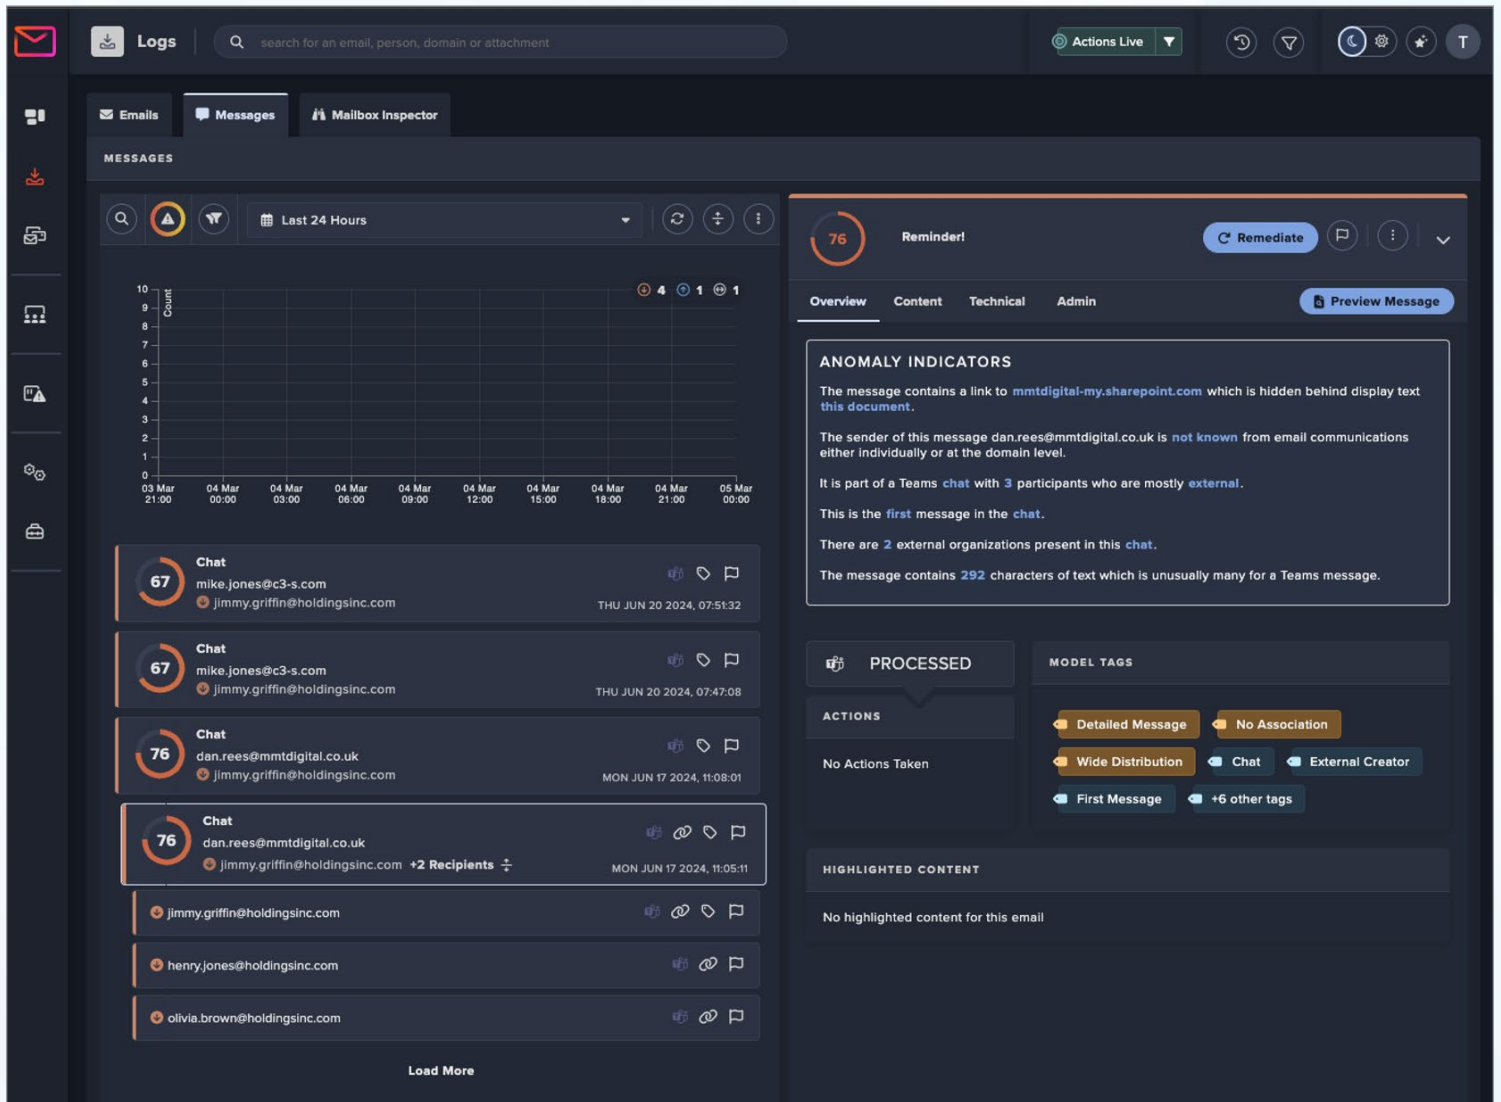 Logs
search for an email, person, domain or attachment
Actions Live
T
Emails
Messages
Mailbox Inspector
MESSAGES
Last 24 Hours
4 1 1
Count
10
9
8
7
6
5
4
3
2
1
0
03 Mar 04 Mar 04 Mar 04 Mar 04 Mar 04 Mar 04 Mar 04 Mar 04 Mar 05 Mar
21:00 00:00 03:00 06:00 09:00 12:00 15:00 18:00 21:00 00:00
67
Chat
mike.jones@c3-s.com
jimmy.griffin@holdingsinc.com
THU JUN 20 2024, 07:51:32
67
Chat
mike.jones@c3-s.com
jimmy.griffin@holdingsinc.com
THU JUN 20 2024, 07:47:08
76
Chat
dan.rees@mmtdigital.co.uk
jimmy.griffin@holdingsinc.com
MON JUN 17 2024, 11:08:01
76
Chat
dan.rees@mmtdigital.co.uk
jimmy.griffin@holdingsinc.com +2 Recipients
MON JUN 17 2024, 11:05:11
jimmy.griffin@holdingsinc.com
henry.jones@holdingsinc.com
olivia.brown@holdingsinc.com
Load More
76
Reminder!
Remediate
Overview
Content
Technical
Admin
Preview Message
ANOMALY INDICATORS
The message contains a link to mmtdigital-my.sharepoint.com which is hidden behind display text
this document.
The sender of this message dan.rees@mmtdigital.co.uk is not known from email communications
either individually or at the domain level.
It is part of a Teams chat with 3 participants who are mostly external.
This is the first message in the chat.
There are 2 external organizations present in this chat.
The message contains 292 characters of text which is unusually many for a Teams message.
PROCESSED
ACTIONS
No Actions Taken
MODEL TAGS
Detailed Message
No Association
Wide Distribution
Chat
External Creator
First Message
+6 other tags
HIGHLIGHTED CONTENT
No highlighted content for this email